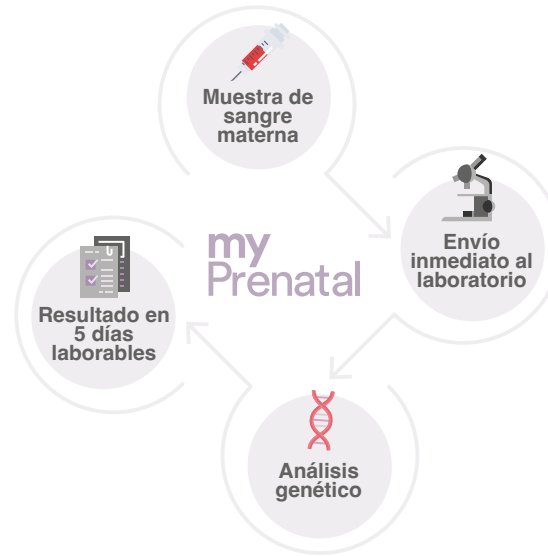 Muestra de
sangre
materna
Envío
inmediato al
laboratorio
my
Prenatal
Resultado en
5 días
laborables
Análisis
genético